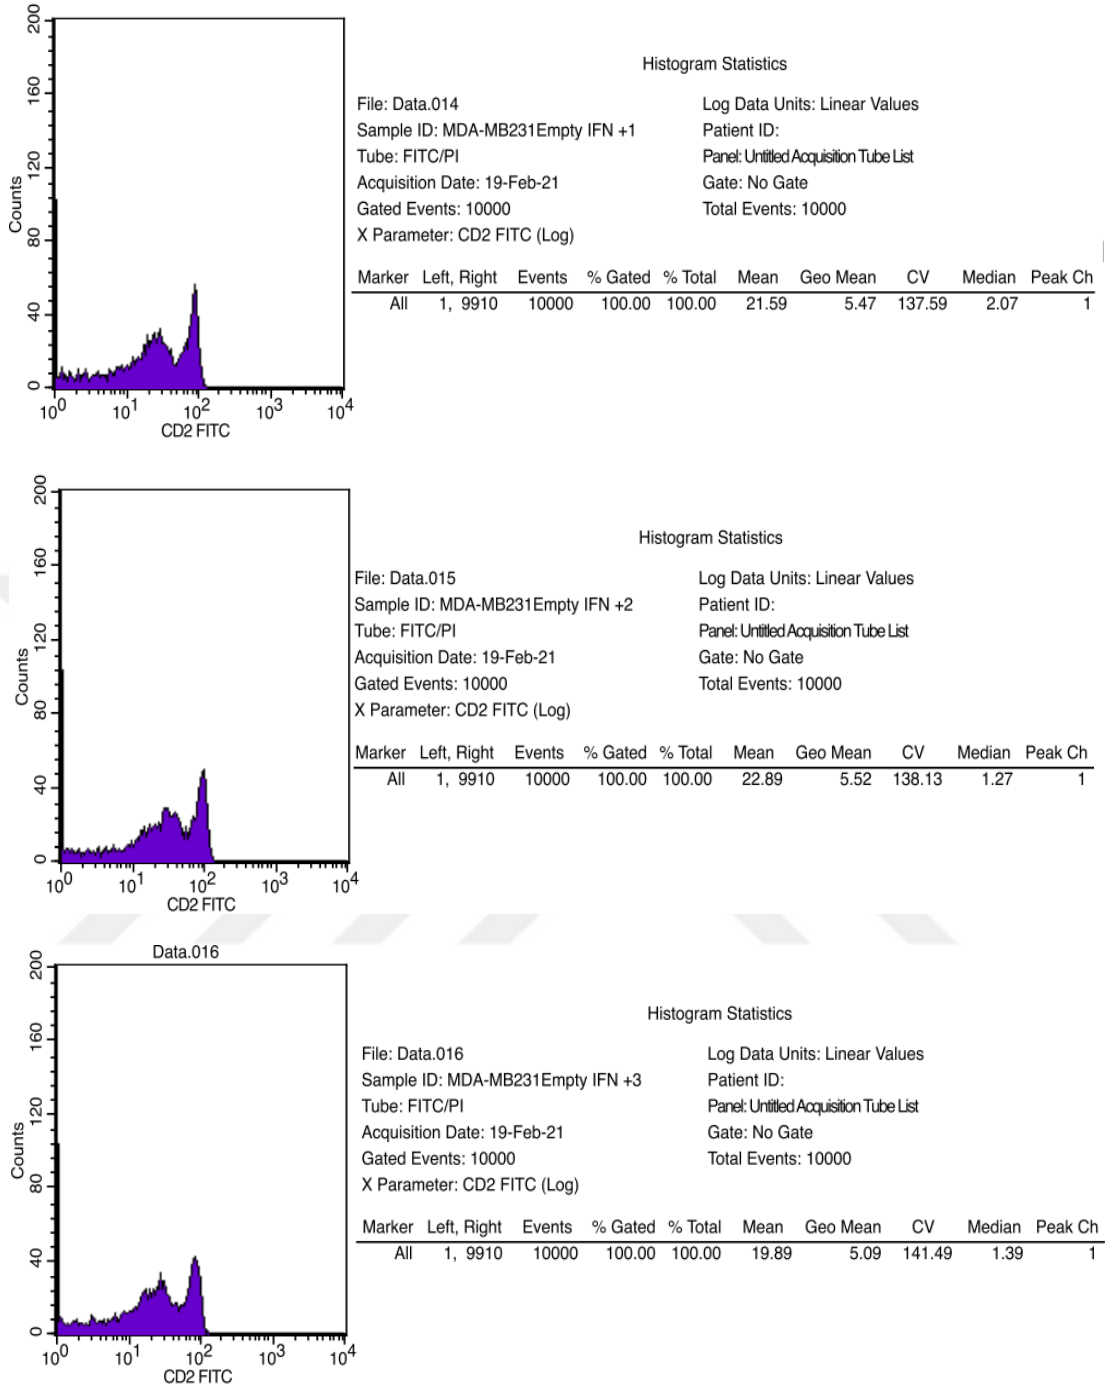 Histogram Statistics
File: Data.014 Log Data Units: Linear Values
Sample ID: MDA-MB231Empty IFN +1 Patient ID:
Tube: FITC/PI Panel: Untitled Acquisition Tube List
Acquisition Date: 19-Feb-21 Gate: No Gate
Gated Events: 10000 Total Events: 10000
X Parameter: CD2 FITC (Log)
Marker Left, Right Events % Gated % Total Mean Geo Mean CV Median Peak Ch
All 1, 9910 10000 100.00 100.00 21.59 5.47 137.59 2.07 1
200
160
120
80
40
0
Counts
10^0 10^1 10^2 10^3 10^4
CD2 FITC
Histogram Statistics
File: Data.015 Log Data Units: Linear Values
Sample ID: MDA-MB231Empty IFN +2 Patient ID:
Tube: FITC/PI Panel: Untitled Acquisition Tube List
Acquisition Date: 19-Feb-21 Gate: No Gate
Gated Events: 10000 Total Events: 10000
X Parameter: CD2 FITC (Log)
Marker Left, Right Events % Gated % Total Mean Geo Mean CV Median Peak Ch
All 1, 9910 10000 100.00 100.00 22.89 5.52 138.13 1.27 1
200
160
120
80
40
0
Counts
10^0 10^1 10^2 10^3 10^4
CD2 FITC
Data.016
Histogram Statistics
File: Data.016 Log Data Units: Linear Values
Sample ID: MDA-MB231Empty IFN +3 Patient ID:
Tube: FITC/PI Panel: Untitled Acquisition Tube List
Acquisition Date: 19-Feb-21 Gate: No Gate
Gated Events: 10000 Total Events: 10000
X Parameter: CD2 FITC (Log)
Marker Left, Right Events % Gated % Total Mean Geo Mean CV Median Peak Ch
All 1, 9910 10000 100.00 100.00 19.89 5.09 141.49 1.39 1
200
160
120
80
40
0
Counts
10^0 10^1 10^2 10^3 10^4
CD2 FITC